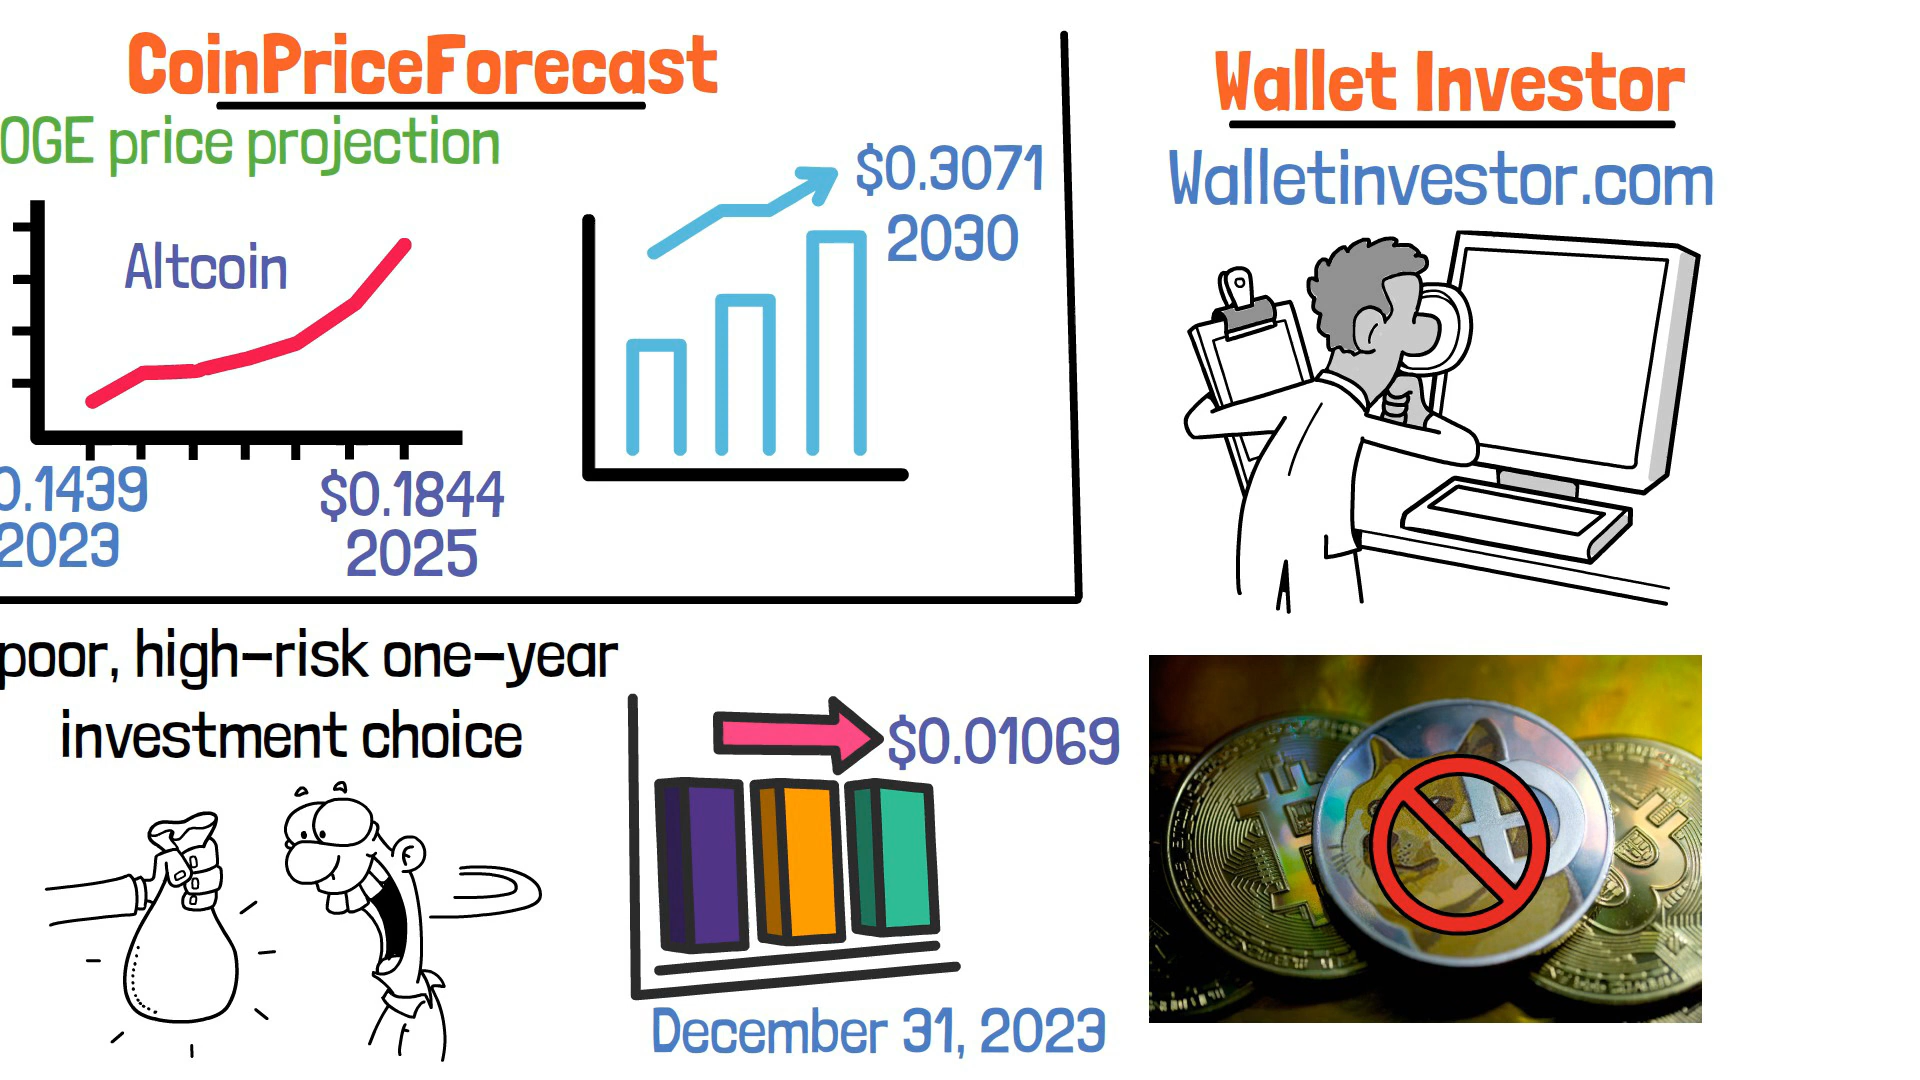 CoinPriceForecast
OGE price projection
Altcoin
0.1439
2023
$0.1844
2025
$0.3071
2030
Wallet Investor
Walletinvestor.com
poor, high-risk one-year
investment choice
$0.01069
December 31, 2023